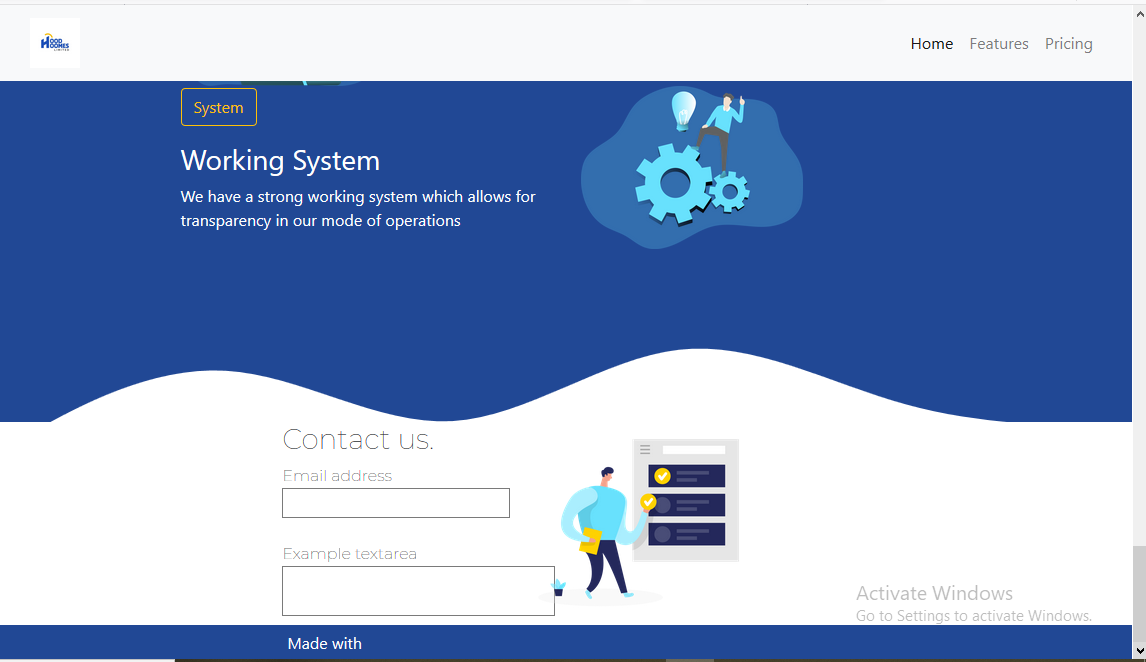 HOOD
HOOMES
LIMITED
Home
Features
Pricing
System
Working System
We have a strong working system which allows for
transparency in our mode of operations
Contact us.
Email address
Example textarea
Activate Windows
Go to Settings to activate Windows.
Made with